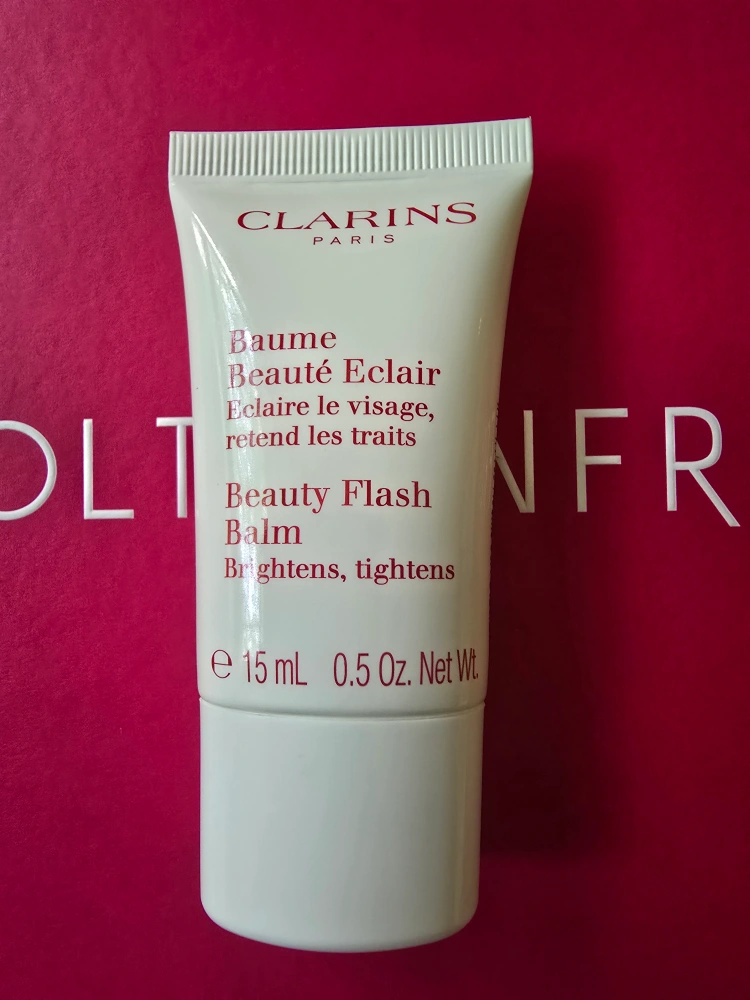 CLARINS
PARIS
Baume
Beauté Eclair
Eclaire le visage,
retend les traits
OLT NFR
Beauty Flash
Balm
Brightens, tightens
℮ 15 mL 0.5 Oz. Net Wt.